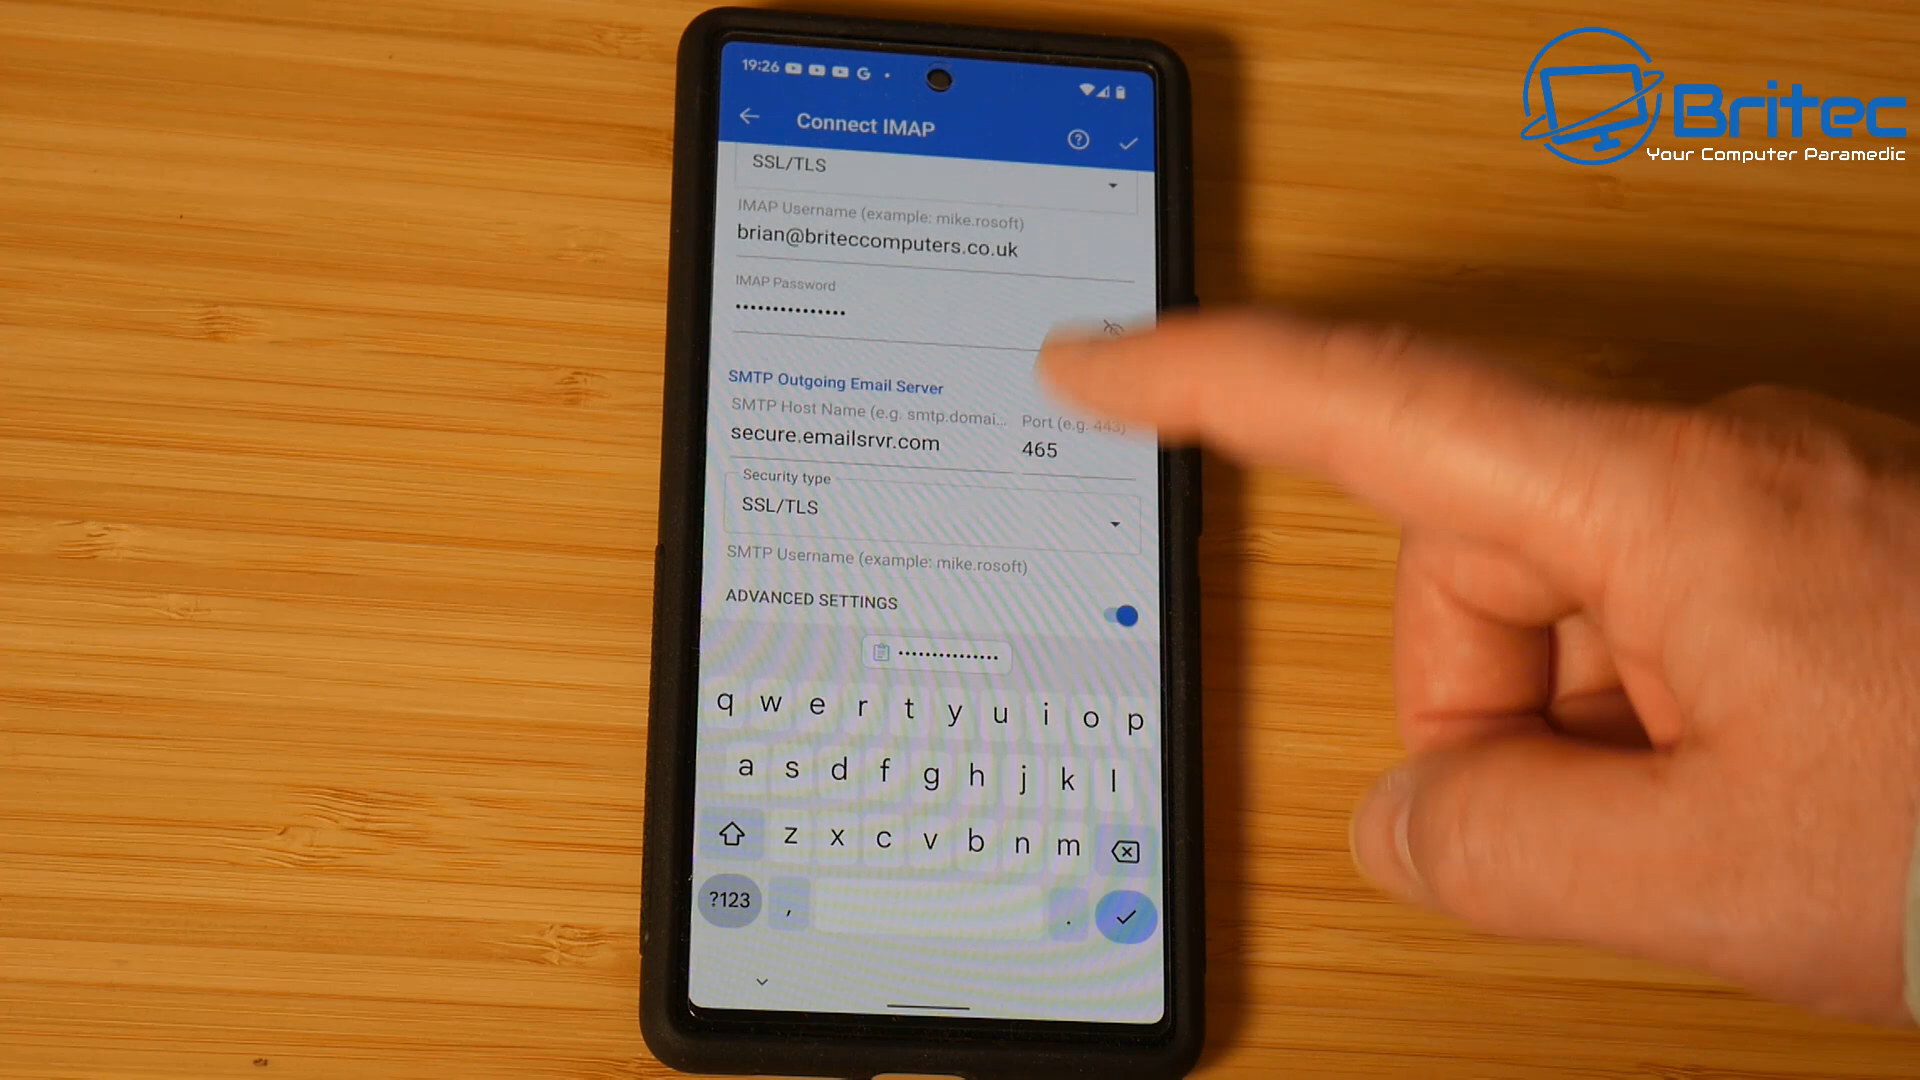 Britec
Your Computer Paramedic
19:26
Connect IMAP
SSL/TLS
IMAP Username (example: mike.rosoft)
brian@briteccomputers.co.uk
IMAP Password
•••••••••••••••
SMTP Outgoing Email Server
SMTP Host Name (e.g. smtp.domai...
Port (e.g. 443)
secure.emailsrvr.com
465
Security type
SSL/TLS
SMTP Username (example: mike.rosoft)
ADVANCED SETTINGS
•••••••••••••••
q w e r t y u i o p
a s d f g h j k l
z x c v b n m
?123 , .